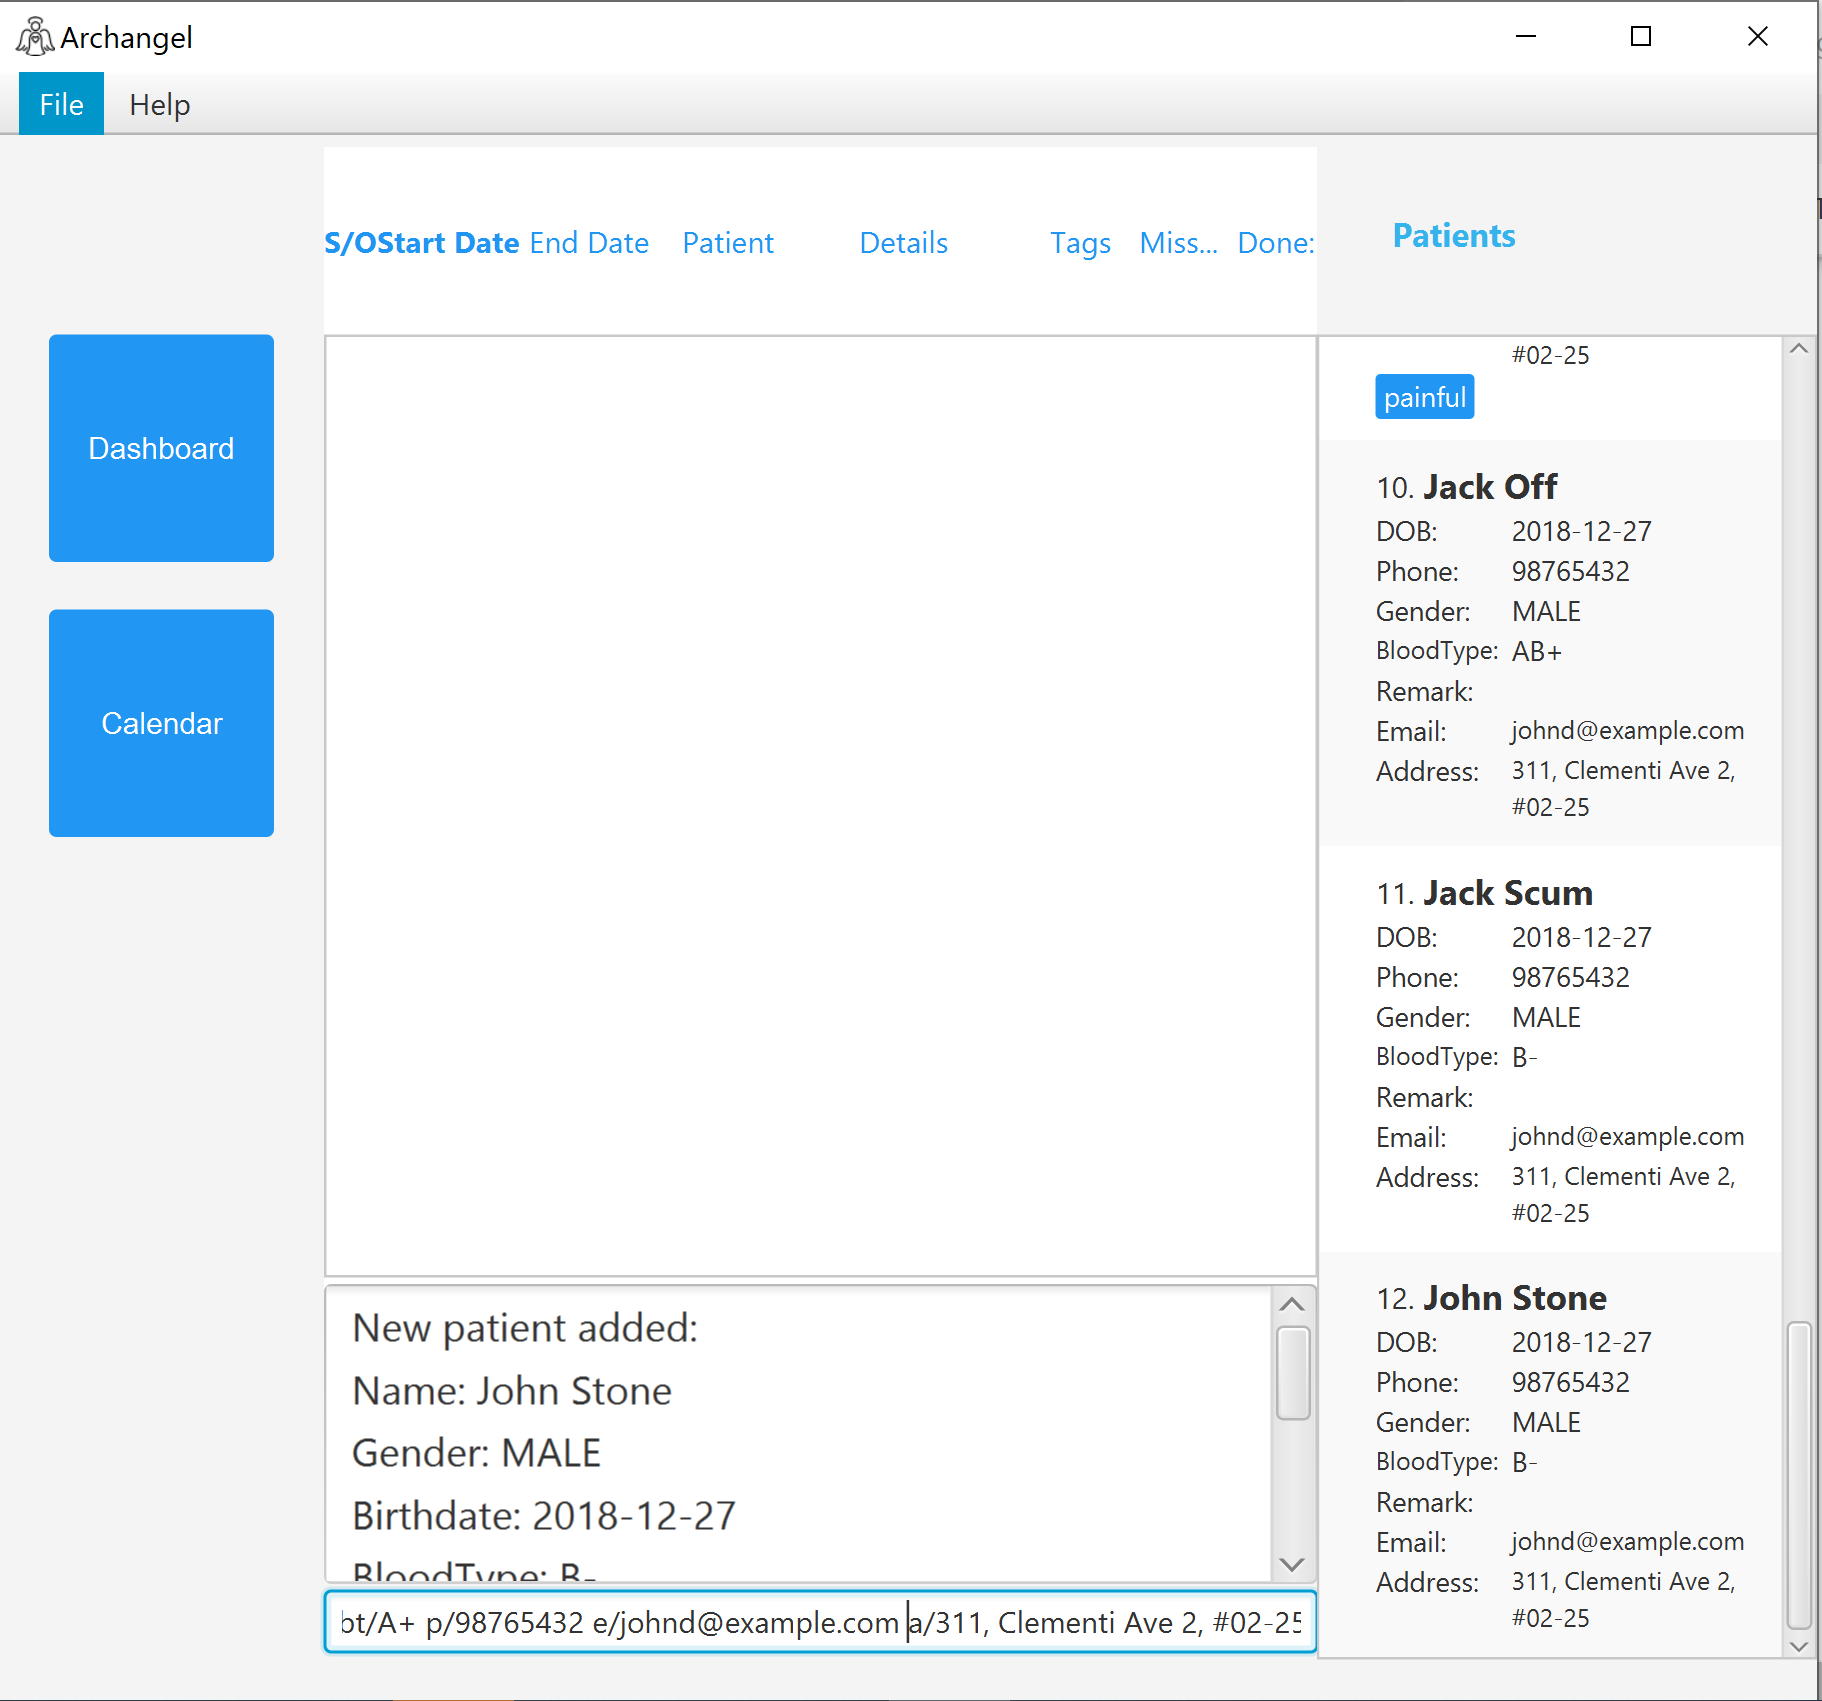 Archangel
File Help
S/OStart Date End Date Patient Details Tags Miss... Done:
Patients
Dashboard
Calendar
#02-25
painful
10. Jack Off
DOB: 2018-12-27
Phone: 98765432
Gender: MALE
BloodType: AB+
Remark:
Email: johnd@example.com
Address: 311, Clementi Ave 2,
#02-25
11. Jack Scum
DOB: 2018-12-27
Phone: 98765432
Gender: MALE
BloodType: B-
Remark:
Email: johnd@example.com
Address: 311, Clementi Ave 2,
#02-25
12. John Stone
DOB: 2018-12-27
Phone: 98765432
Gender: MALE
BloodType: B-
Remark:
Email: johnd@example.com
Address: 311, Clementi Ave 2,
#02-25
New patient added:
Name: John Stone
Gender: MALE
Birthdate: 2018-12-27
BloodType: B-
bt/A+ p/98765432 e/johnd@example.com a/311, Clementi Ave 2, #02-25